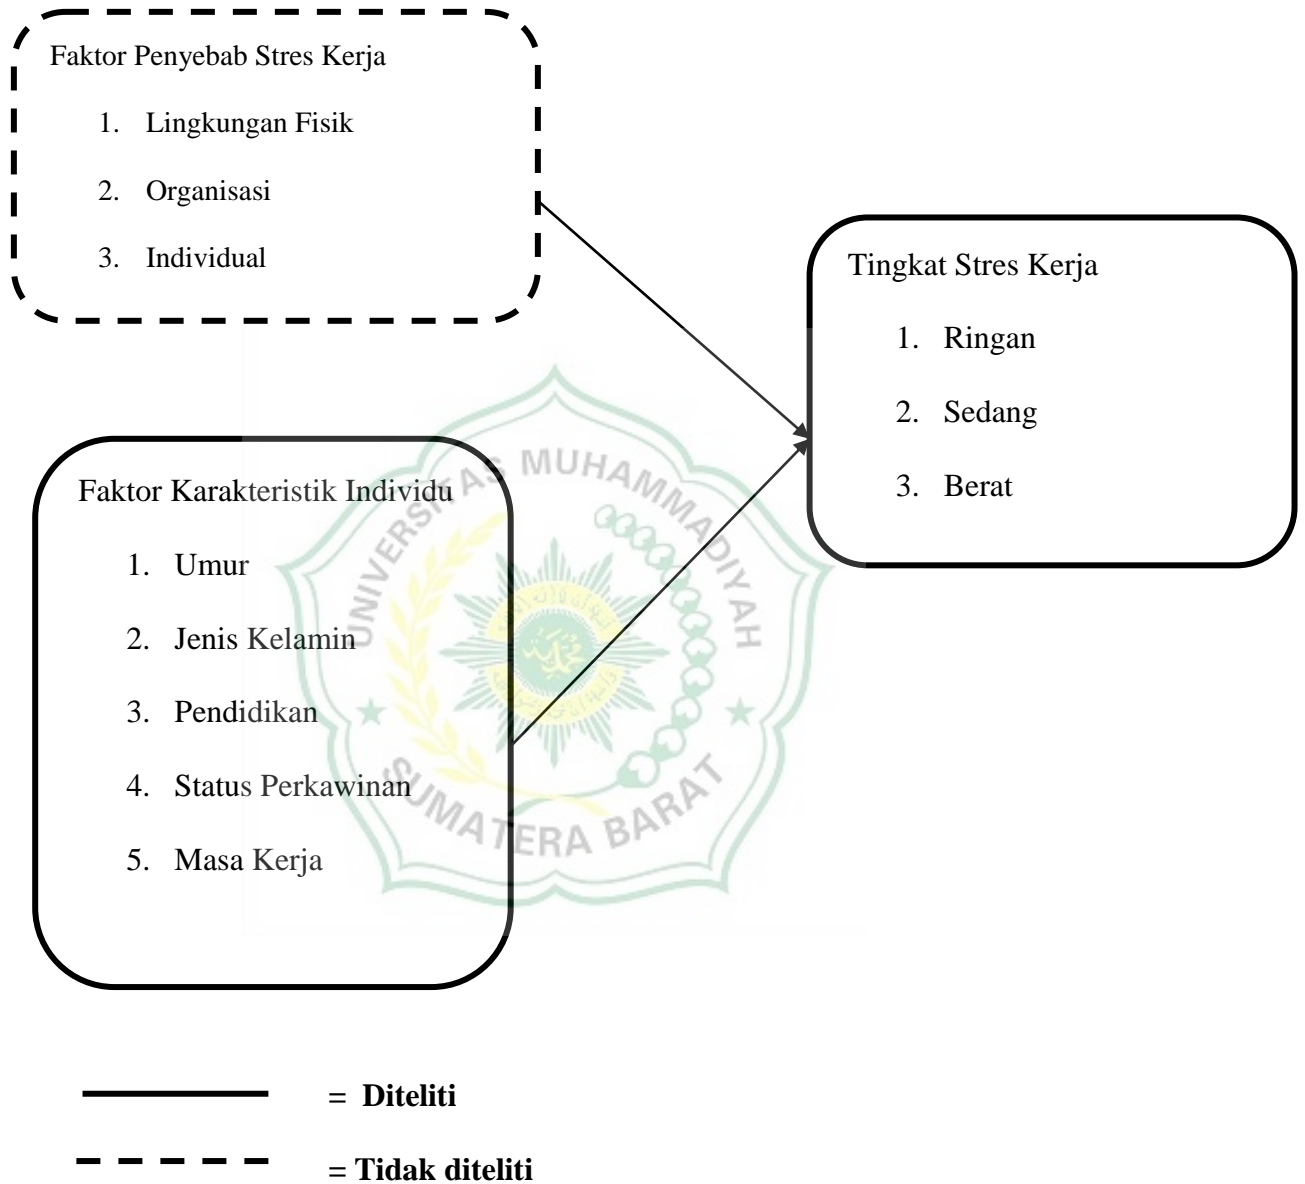 Faktor Penyebab Stres Kerja
1. Lingkungan Fisik
2. Organisasi
3. Individual
Tingkat Stres Kerja
1. Ringan
2. Sedang
3. Berat
Faktor Karakteristik Individu
1. Umur
2. Jenis Kelamin
3. Pendidikan
4. Status Perkawinan
5. Masa Kerja
UNIVERSITAS MUHAMMADIYAH
SUMATERA BARAT
= Diteliti
= Tidak diteliti